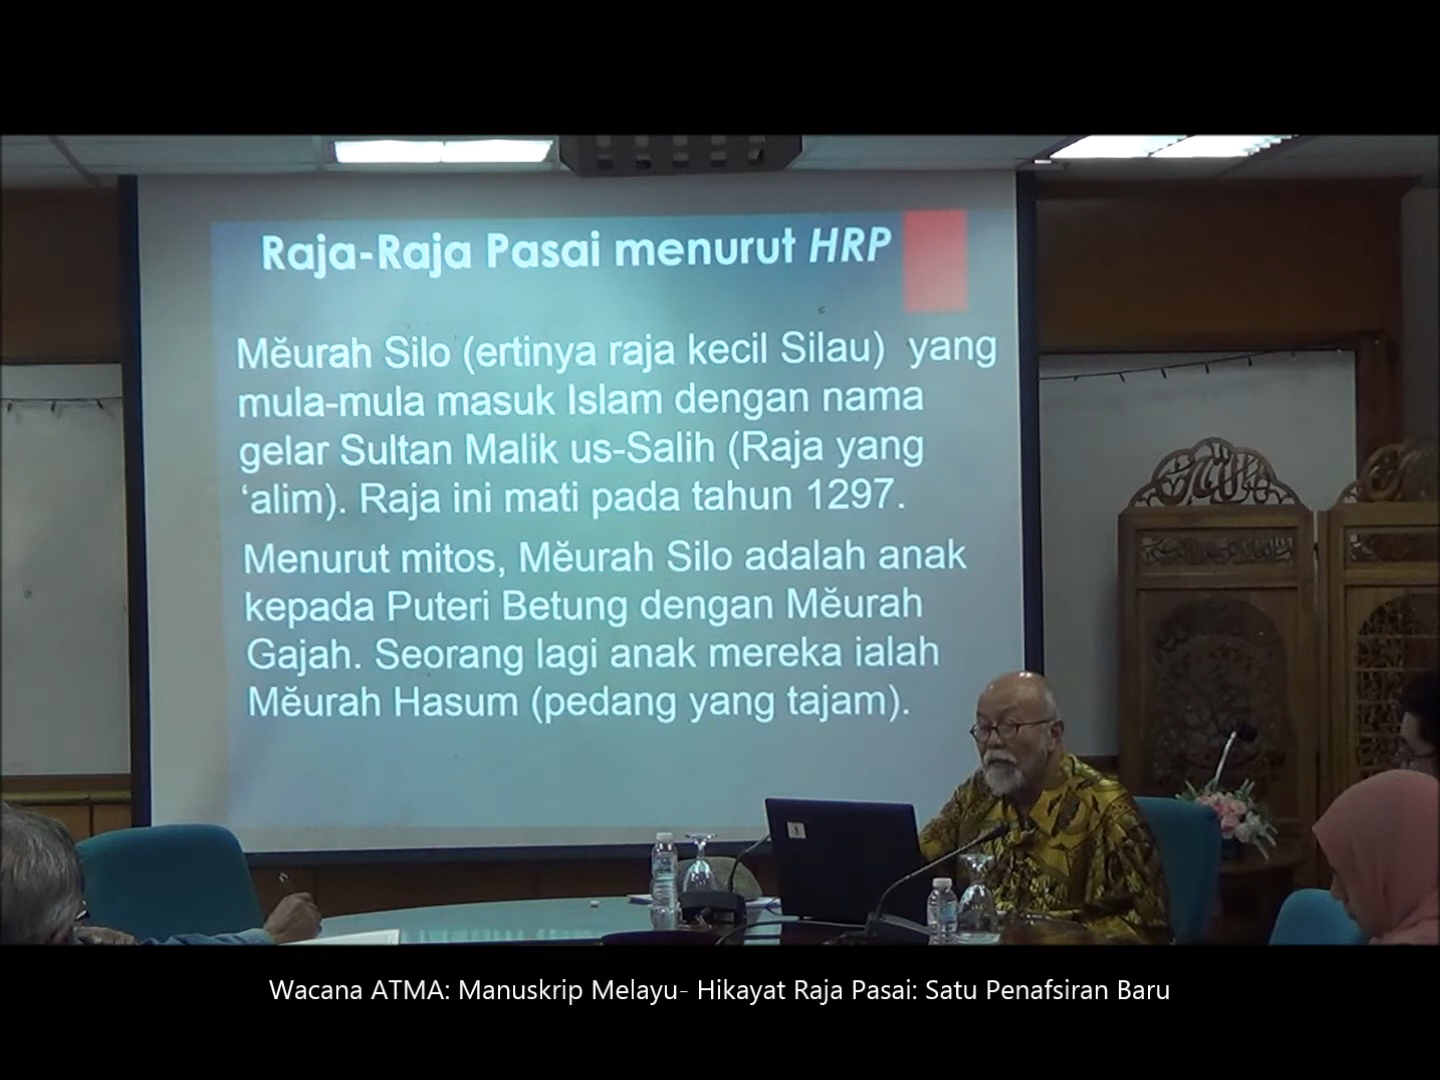 Raja-Raja Pasai menurut HRP
Mĕurah Silo (ertinya raja kecil Silau) yang
mula-mula masuk Islam dengan nama
gelar Sultan Malik us-Salih (Raja yang
‘alim). Raja ini mati pada tahun 1297.
Menurut mitos, Mĕurah Silo adalah anak
kepada Puteri Betung dengan Mĕurah
Gajah. Seorang lagi anak mereka ialah
Mĕurah Hasum (pedang yang tajam).
1
Wacana ATMA: Manuskrip Melayu- Hikayat Raja Pasai: Satu Penafsiran Baru